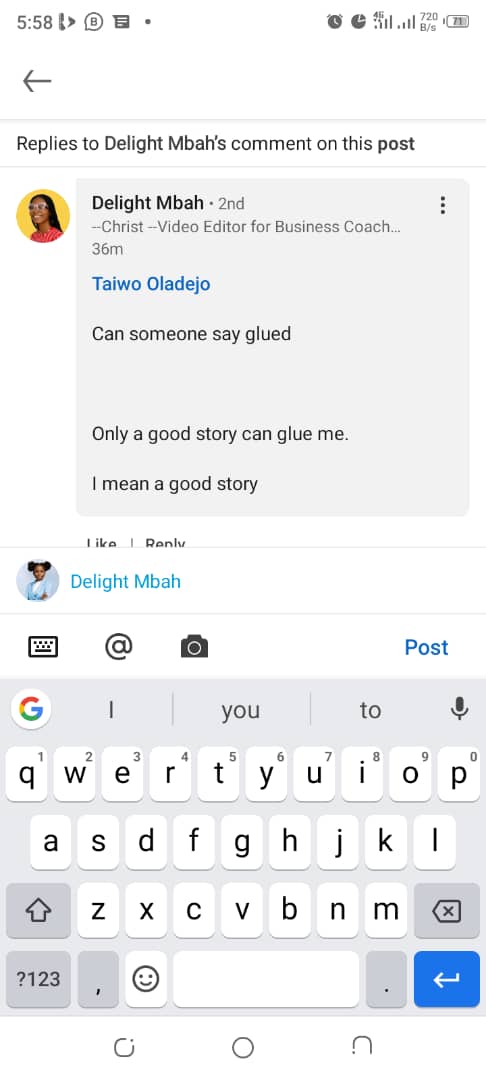 5:58
4G
720
B/s
71
Replies to Delight Mbah's comment on this post
Delight Mbah • 2nd
--Christ --Video Editor for Business Coach...
36m
Taiwo Oladejo
Can someone say glued
Only a good story can glue me.
I mean a good story
Like | Reply
Delight Mbah
@
Post
G
I
you
to
1 2 3 4 5 6 7 8 9 0
q w e r t y u i o p
a s d f g h j k l
z x c v b n m
?123 , .